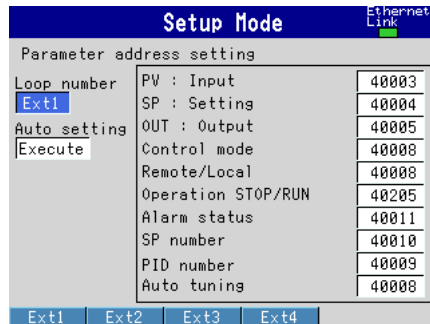 Setup Mode
Ethernet
Link
Parameter address setting
Loop number
Ext1
Auto setting
Execute
PV : Input 40003
SP : Setting 40004
OUT : Output 40005
Control mode 40008
Remote/Local 40008
Operation STOP/RUN 40205
Alarm status 40011
SP number 40010
PID number 40009
Auto tuning 40008
Ext1 Ext2 Ext3 Ext4